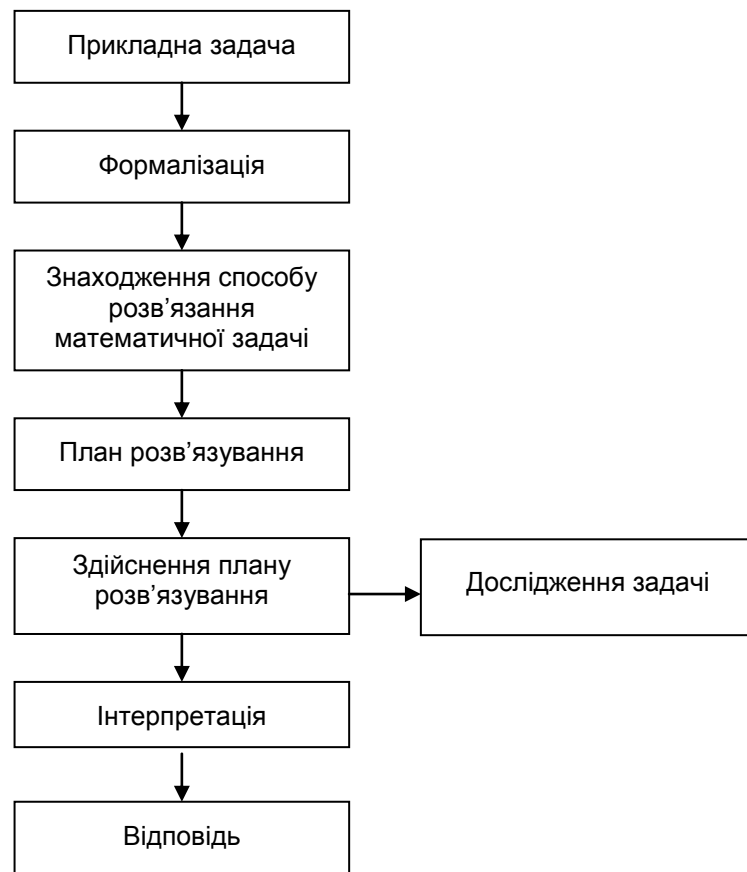 Прикладна задача
Формалізація
Знаходження способу
розв’язання
математичної задачі
План розв’язування
Здійснення плану
розв’язування
Дослідження задачі
Інтерпретація
Відповідь